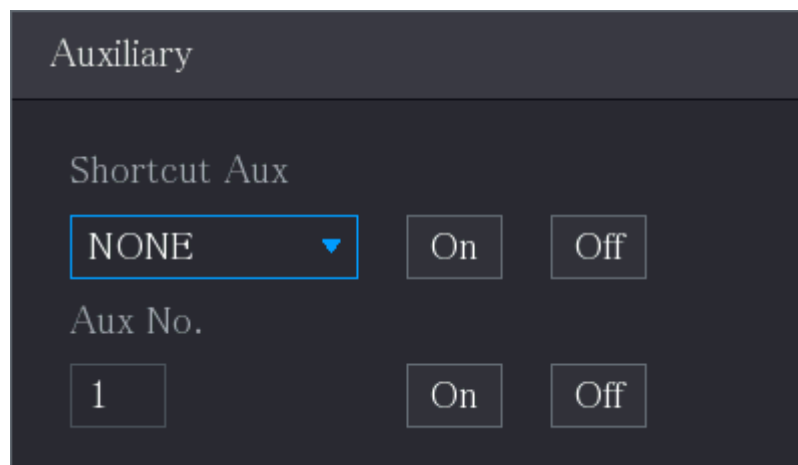 Auxiliary
Shortcut Aux
NONE On Off
Aux No.
1 On Off